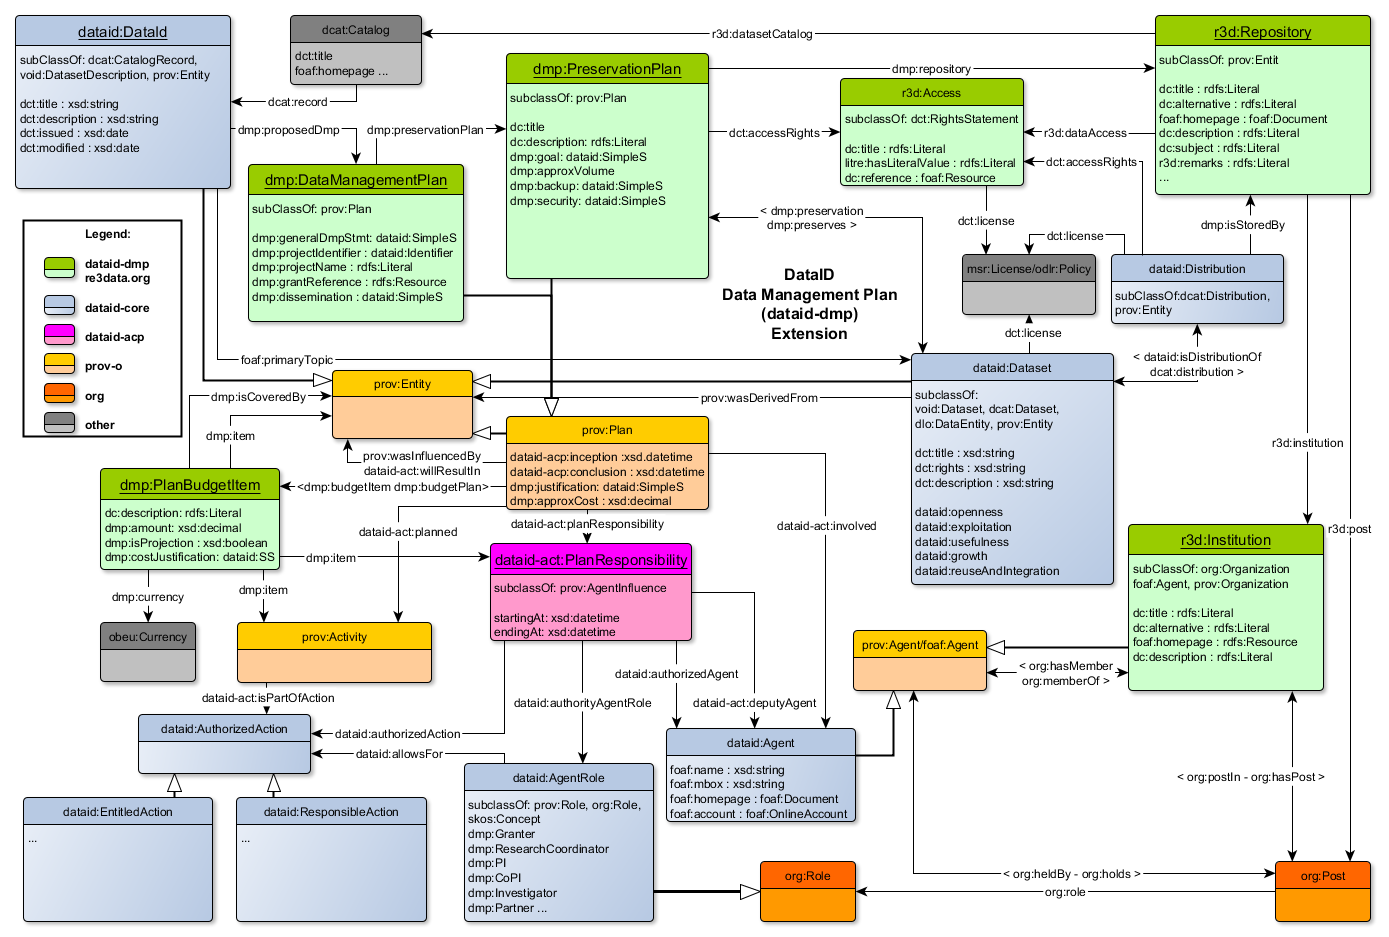 dataid:DataId
subClassOf: dcat:CatalogRecord,
void:DatasetDescription, prov:Entity
dct:title : xsd:string
dct:description : xsd:string
dct:issued : xsd:date
dct:modified : xsd:date
dcat:Catalog
dct:title
foaf:homepage ...
r3d:datasetCatalog
dcat:record
dmp:proposedDmp
dmp:preservationPlan
dmp:PreservationPlan
subclassOf: prov:Plan
dc:title
dc:description: rdfs:Literal
dmp:goal: dataid:SimpleS
dmp:approxVolume
dmp:backup: dataid:SimpleS
dmp:security: dataid:SimpleS
dmp:repository
r3d:Repository
subClassOf: prov:Entit
dc:title : rdfs:Literal
dc:alternative : rdfs:Literal
foaf:homepage : foaf:Document
dc:description : rdfs:Literal
dc:subject : rdfs:Literal
r3d:remarks : rdfs:Literal
...
r3d:Access
subclassOf: dct:RightsStatement
dc:title : rdfs:Literal
litre:hasLiteralValue : rdfs:Literal
dc:reference : foaf:Resource
dct:accessRights
r3d:dataAccess
dct:accessRights
dmp:DataManagementPlan
subClassOf: prov:Plan
dmp:generalDmpStmt: dataid:SimpleS
dmp:projectIdentifier : dataid:Identifier
dmp:projectName : rdfs:Literal
dmp:grantReference : rdfs:Resource
dmp:dissemination : dataid:SimpleS
< dmp:preservation
dmp:preserves >
dct:license
dct:license
dmp:isStoredBy
Legend:
dataid-dmp
re3data.org
dataid-core
dataid-acp
prov-o
org
other
msr:License/odlr:Policy
dataid:Distribution
subClassOf:dcat:Distribution,
prov:Entity
DataID
Data Management Plan
(dataid-dmp)
Extension
dct:license
foaf:primaryTopic
< dataid:isDistributionOf
dcat:distribution >
dataid:Dataset
subclassOf:
void:Dataset, dcat:Dataset,
dlo:DataEntity, prov:Entity
dct:title : xsd:string
dct:rights : xsd:string
dct:description : xsd:string
dataid:openness
dataid:exploitation
dataid:usefulness
dataid:growth
dataid:reuseAndIntegration
prov:Entity
dmp:isCoveredBy
dmp:item
prov:wasDerivedFrom
prov:Plan
dataid-acp:inception :xsd.datetime
dataid-acp:conclusion : xsd:datetime
dmp:justification: dataid:SimpleS
dmp:approxCost : xsd:decimal
prov:wasInfluencedBy
dataid-act:willResultIn
<dmp:budgetItem dmp:budgetPlan>
r3d:institution
dmp:PlanBudgetItem
dc:description: rdfs:Literal
dmp:amount: xsd:decimal
dmp:isProjection : xsd:boolean
dmp:costJustification: dataid:SS
dataid-act:planned
dataid-act:planResponsibility
dataid-act:involved
r3d:post
dmp:item
dataid-act:PlanResponsibility
subclassOf: prov:AgentInfluence
startingAt: xsd:datetime
endingAt: xsd:datetime
r3d:Institution
subClassOf: org:Organization
foaf:Agent, prov:Organization
dc:title : rdfs:Literal
dc:alternative : rdfs:Literal
foaf:homepage : rdfs:Resource
dc:description : rdfs:Literal
dmp:currency
dmp:item
obeu:Currency
prov:Activity
prov:Agent/foaf:Agent
< org:hasMember
org:memberOf >
dataid-act:isPartOfAction
dataid:authorizedAgent
dataid:authorityAgentRole
dataid-act:deputyAgent
dataid:AuthorizedAction
dataid:authorizedAction
dataid:allowsFor
dataid:Agent
foaf:name : xsd:string
foaf:mbox : xsd:string
foaf:homepage : foaf:Document
foaf:account : foaf:OnlineAccount
< org:postIn - org:hasPost >
dataid:EntitledAction
...
dataid:ResponsibleAction
...
dataid:AgentRole
subclassOf: prov:Role, org:Role,
skos:Concept
dmp:Granter
dmp:ResearchCoordinator
dmp:PI
dmp:CoPI
dmp:Investigator
dmp:Partner ...
org:Role
< org:heldBy - org:holds >
org:role
org:Post